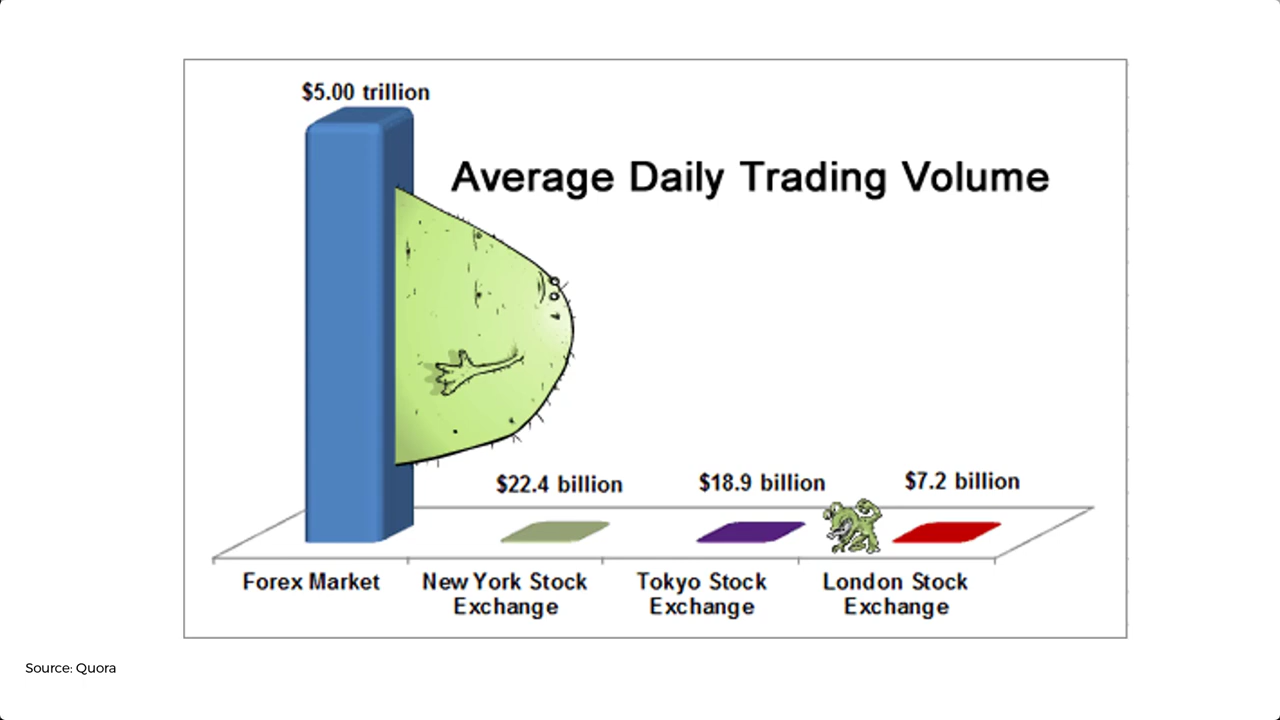 $5.00 trillion
Average Daily Trading Volume
$22.4 billion
$18.9 billion
$7.2 billion
Forex Market
New York Stock
Exchange
Tokyo Stock
Exchange
London Stock
Exchange
Source: Quora